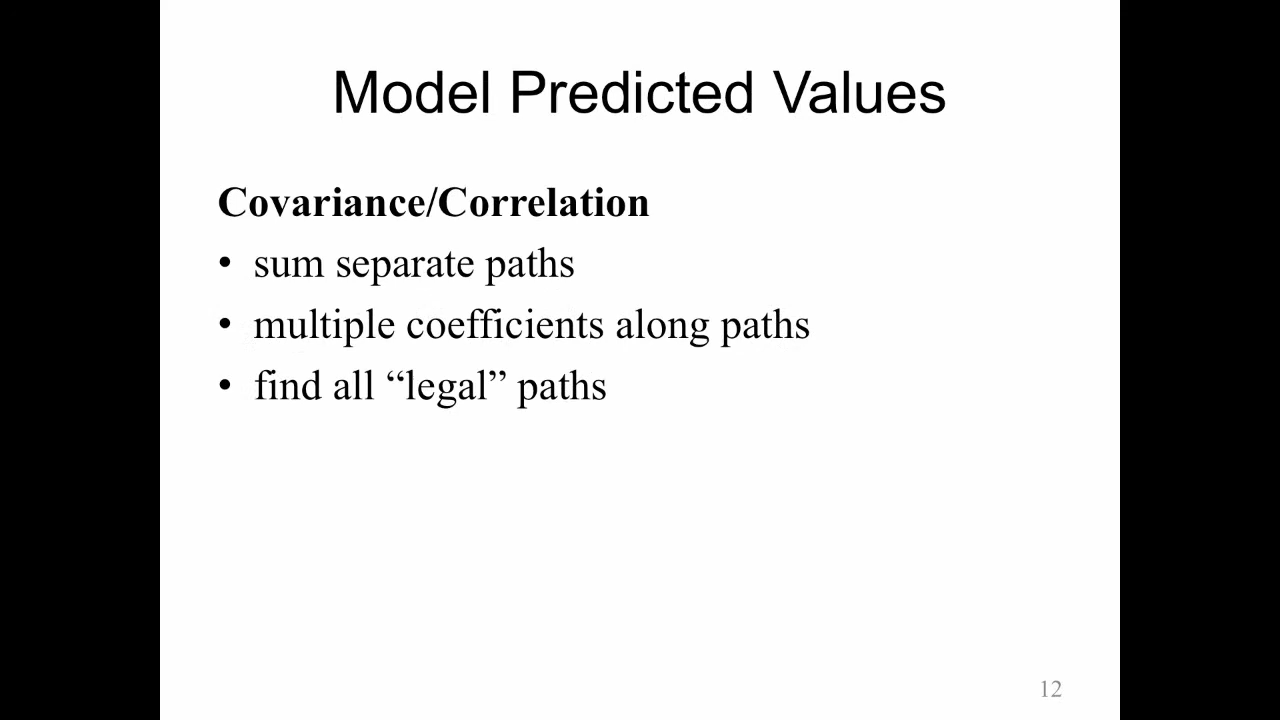 Model Predicted Values
Covariance/Correlation
• sum separate paths
• multiple coefficients along paths
• find all “legal” paths
12